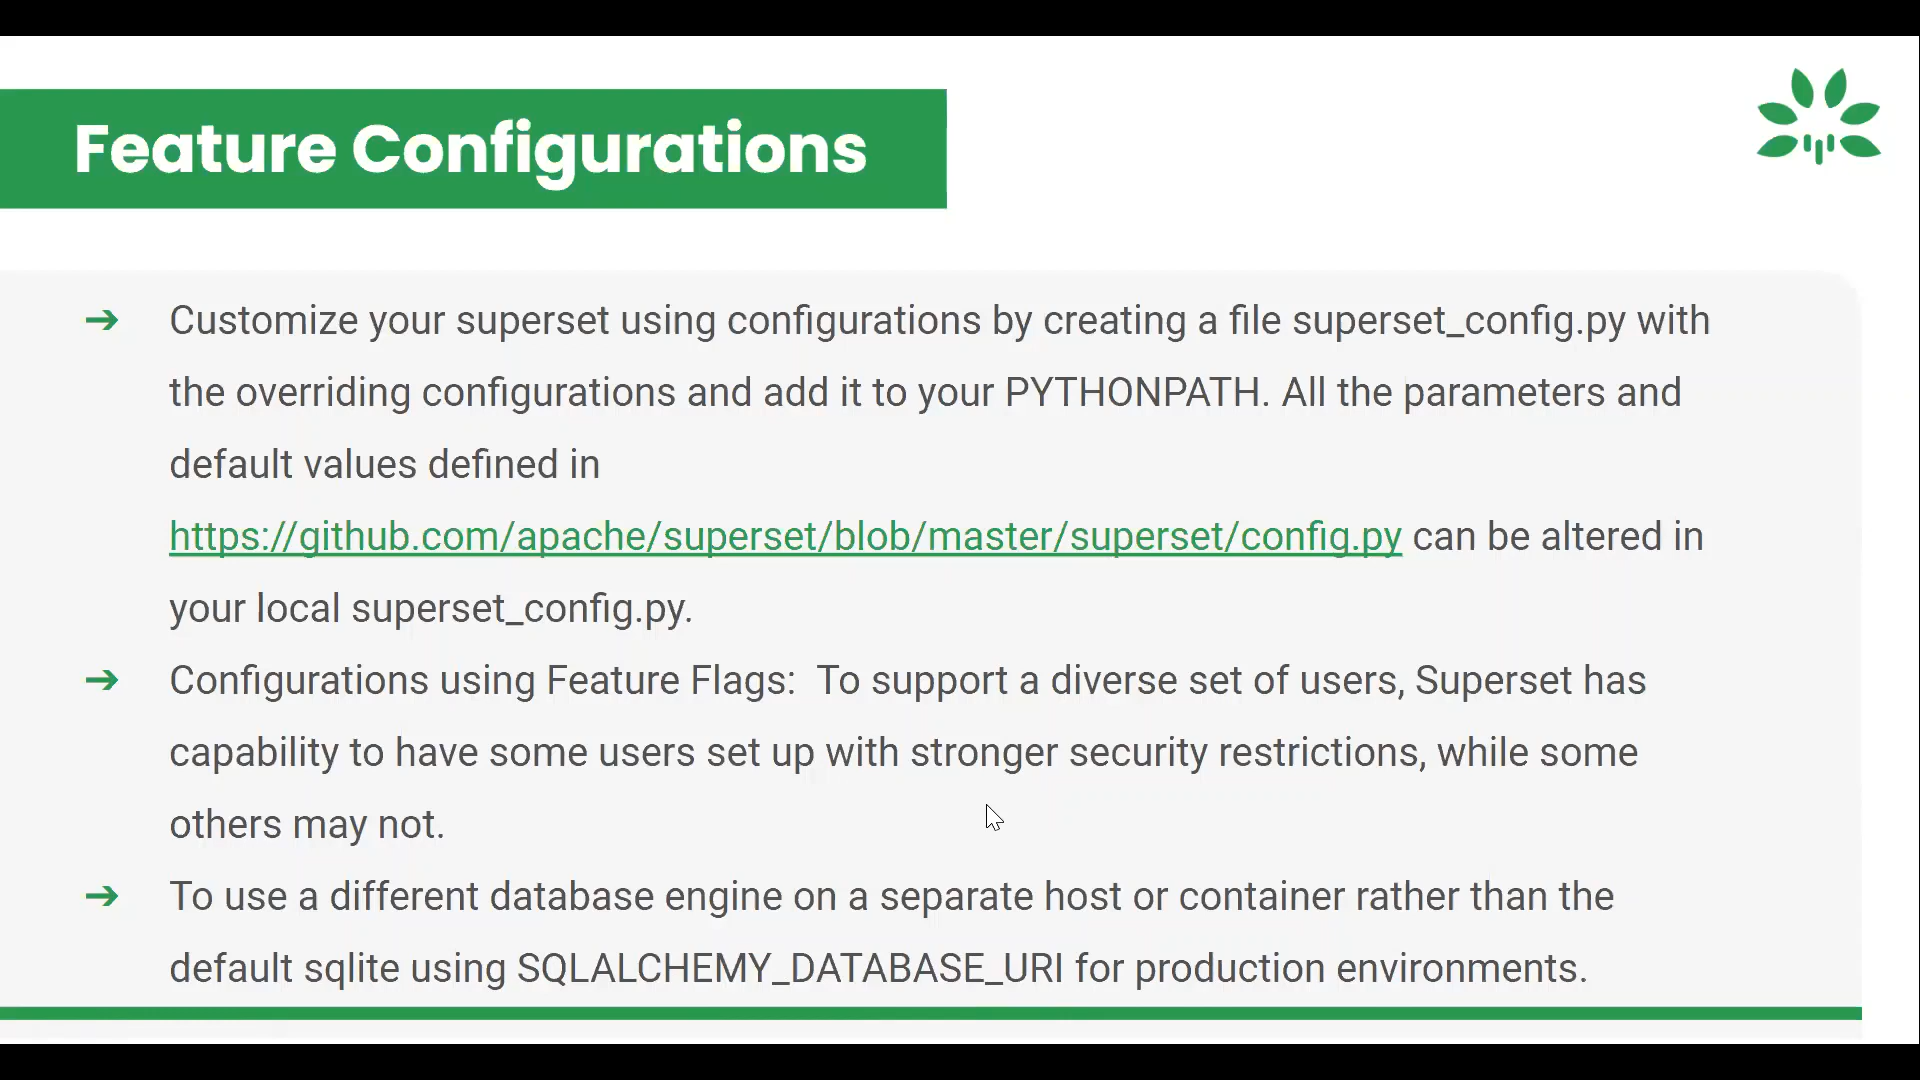 Feature Configurations
➔ Customize your superset using configurations by creating a file superset_config.py with
the overriding configurations and add it to your PYTHONPATH. All the parameters and
default values defined in
https://github.com/apache/superset/blob/master/superset/config.py can be altered in
your local superset_config.py.
➔ Configurations using Feature Flags:  To support a diverse set of users, Superset has
capability to have some users set up with stronger security restrictions, while some
others may not.
➔ To use a different database engine on a separate host or container rather than the
default sqlite using SQLALCHEMY_DATABASE_URI for production environments.